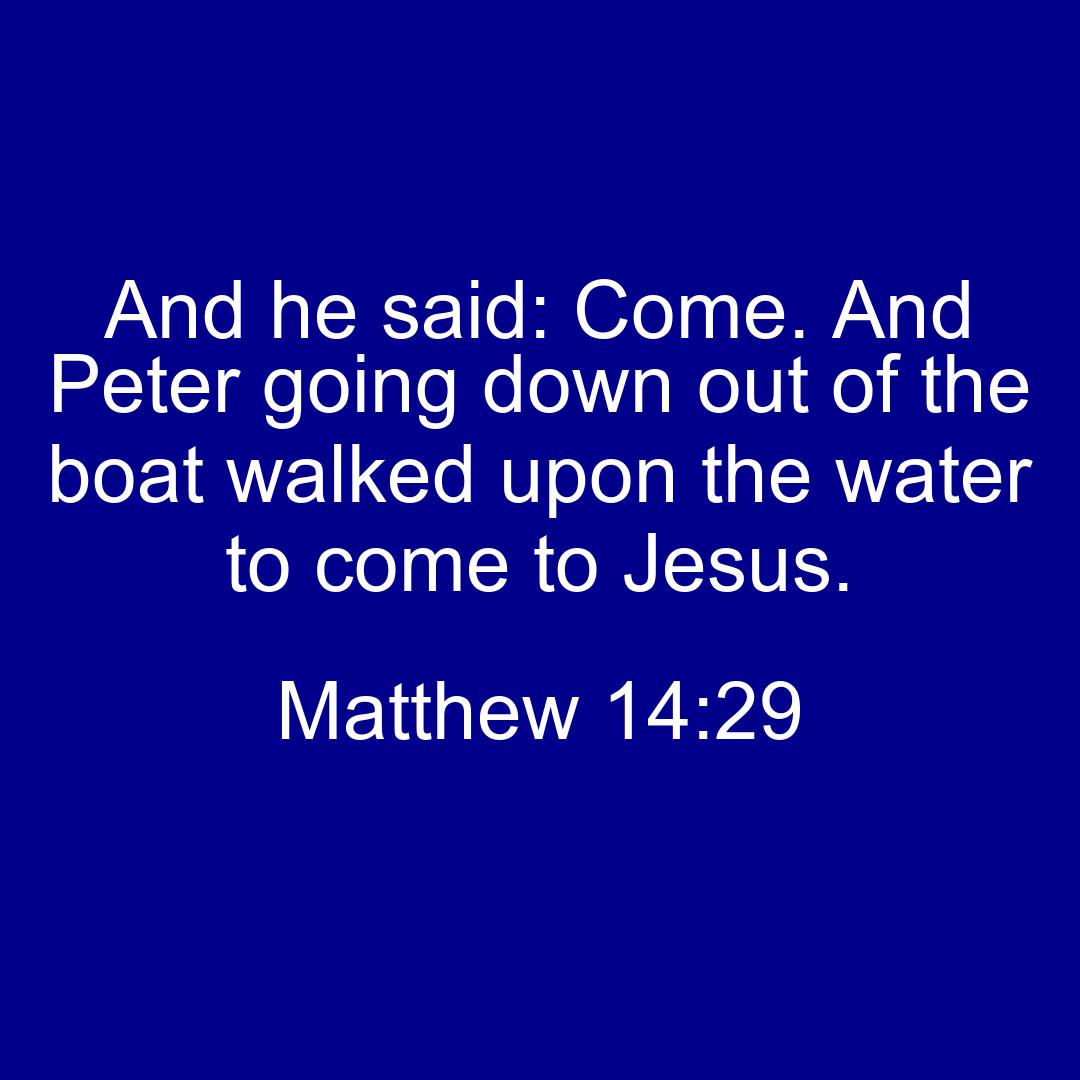 And he said: Come. And
Peter going down out of the
boat walked upon the water
to come to Jesus.
Matthew 14:29